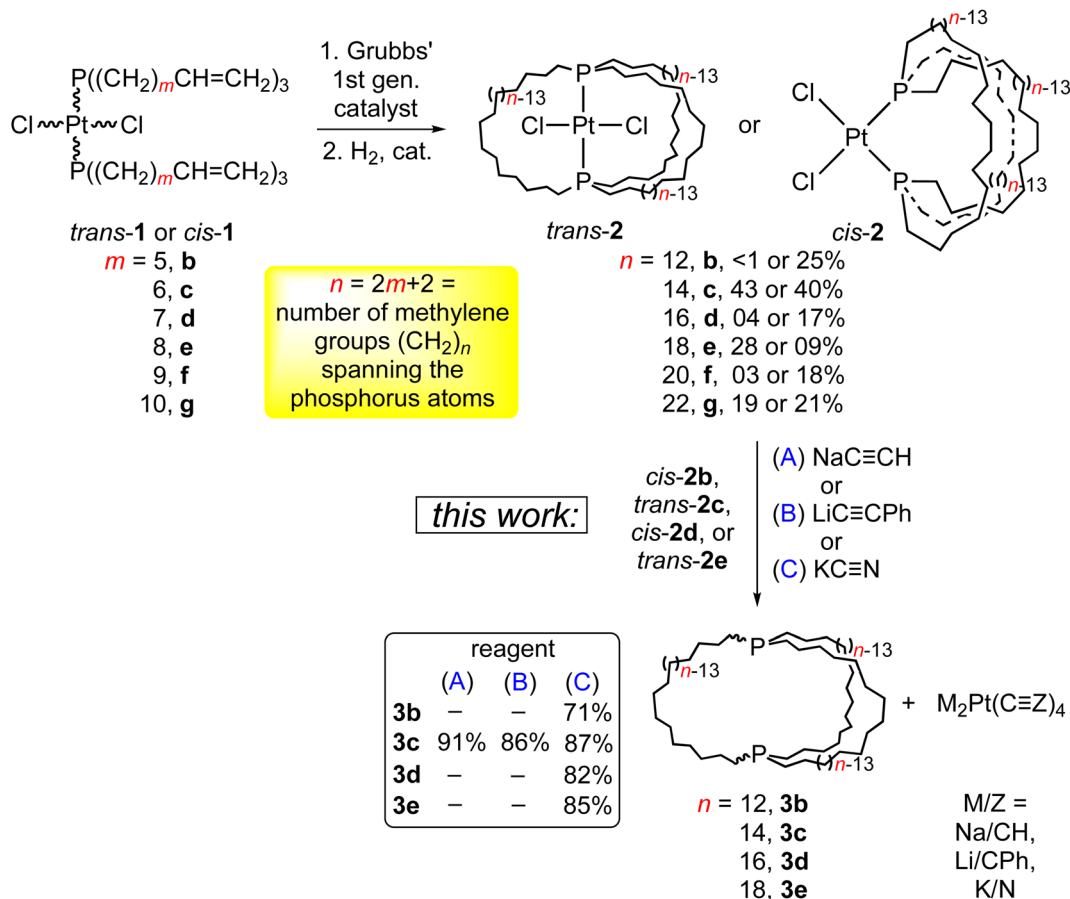 P((CH2)mCH=CH2)3
Cl Pt Cl
P((CH2)mCH=CH2)3
1. Grubbs'
1st gen.
catalyst
2. H2, cat.
P
( )n-13
( )n-13
Cl Pt Cl
P
( )n-13
or
( )n-13
Cl
P
( )n-13
Pt
Cl
P
( )n-13
trans-1 or cis-1
m = 5, b
6, c
7, d
8, e
9, f
10, g
n = 2m+2 =
number of methylene
groups (CH2)n
spanning the
phosphorus atoms
trans-2
cis-2
n = 12, b, <1 or 25%
14, c, 43 or 40%
16, d, 04 or 17%
18, e, 28 or 09%
20, f, 03 or 18%
22, g, 19 or 21%
this work:
cis-2b,
trans-2c,
cis-2d, or
trans-2e
(A) NaC≡CH
or
(B) LiC≡CPh
or
(C) KC≡N
reagent
(A) (B) (C)
3b – – 71%
3c 91% 86% 87%
3d – – 82%
3e – – 85%
P
( )n-13
( )n-13
P
( )n-13
+ M2Pt(C≡Z)4
n = 12, 3b
14, 3c
16, 3d
18, 3e
M/Z =
Na/CH,
Li/CPh,
K/N